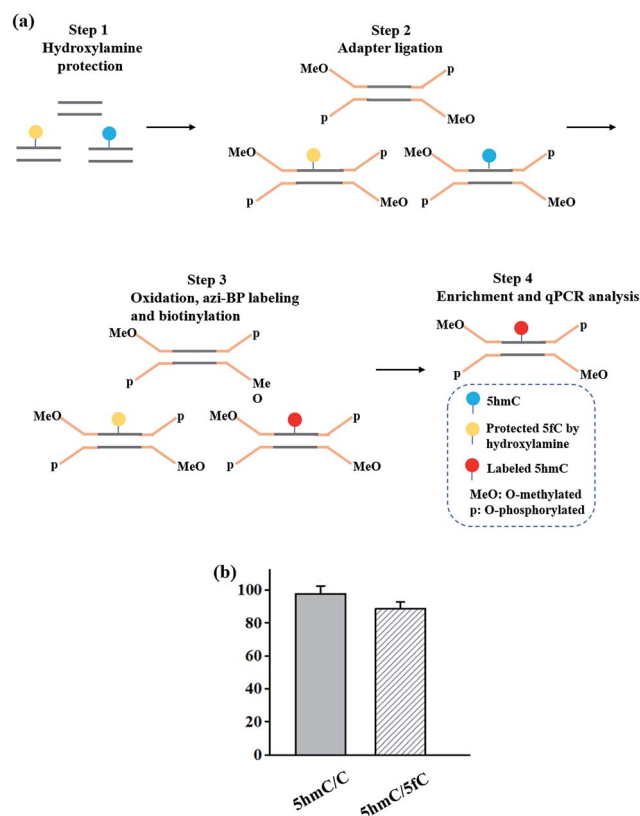 (a)
Step 1
Hydroxylamine
protection
Step 2
Adapter ligation
MeO
p
p
MeO
MeO
p
p
MeO
MeO
p
p
MeO
Step 3
Oxidation, azi-BP labeling
and biotinylation
MeO
p
p
Me
O
MeO
p
p
MeO
MeO
p
p
MeO
Step 4
Enrichment and qPCR analysis
MeO
p
p
MeO
5hmC
Protected 5fC by
hydroxylamine
Labeled 5hmC
MeO: O-methylated
p: O-phosphorylated
(b)
100
80
60
40
20
0
5hmC/C
5hmC/5fC